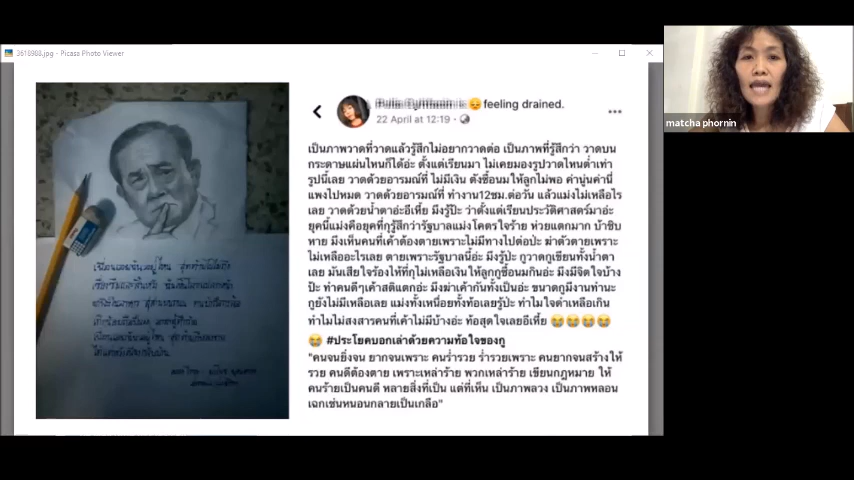 3618988.jpg - Picasa Photo Viewer
feeling drained.
22 April at 12:19
เป็นภาพวาดที่วาดแล้วรู้สึกไม่อยากวาดต่อ เป็นภาพที่รู้สึกว่า วาดบน
กระดาษแผ่นไหนก็ได้อ่ะ ตั้งแต่เรียนมา ไม่เคยมองรูปวาดไหนต่ำเท่า
รูปนี้เลย วาดด้วยอารมณ์ที่ ไม่มีเงิน ตังซื้อนมให้ลูกไม่พอ ค่านู่นค่านี่
แพงไปหมด วาดด้วยอารมณ์ที่ ทำงาน12ชม.ต่อวัน แล้วแม่งไม่เหลือไร
เลย วาดด้วยน้ำตาอ่ะอีเหี้ย มึงรู้ป๊ะ ว่าตั้งแต่เรียนประวัติศาสตร์มาอ่ะ
ยุคนี้แม่งคือยุคที่กูรู้สึกว่ารัฐบาลแม่งโคตรใจร้าย ห่วยแตกมาก บ้าชิบ
หาย มึงเห็นคนที่เค้าต้องตายเพราะไม่มีทางไปต่อป่ะ ฆ่าตัวตายเพราะ
ไม่เหลืออะไรเลย ตายเพราะรัฐบาลนี้อ่ะ มึงรู้ป่ะ กูวาดกูเขียนทั้งน้ำตา
เลย มันเสียใจร้องไห้ที่กูไม่เหลือเงินให้ลูกกูซื้อนมกินอ่ะ มึงมีจิตใจบ้าง
ป๊ะ ทำคนดีๆเค้าสติแตกอ่ะ มึงฆ่าเค้ากันทั้งเป็นอ่ะ ขนาดกูมีงานทำนะ
กูยังไม่มีเหลือเลย แม่งทั้งเหนื่อยทั้งท้อเลยรู้ป่ะ ทำไมใจดำเหลือเกิน
ทำไมไม่สงสารคนที่เค้าไม่มีบ้างอ่ะ ท้อสุดใจเลยอีเหี้ย
#ประโยคบอกเล่าด้วยความท้อใจของกู
"คนจนยิ่งจน ยากจนเพราะ คนร่ำรวย ร่ำรวยเพราะ คนยากจนสร้างให้
รวย คนดีต้องตาย เพราะเหล่าร้าย พวกเหล่าร้าย เขียนกฎหมาย ให้
คนร้ายเป็นคนดี หลายสิ่งที่เป็น แต่ที่เห็น เป็นภาพลวง เป็นภาพหลอน
เฉกเช่นหนอนกลายเป็นเกลือ"
matcha phornnin